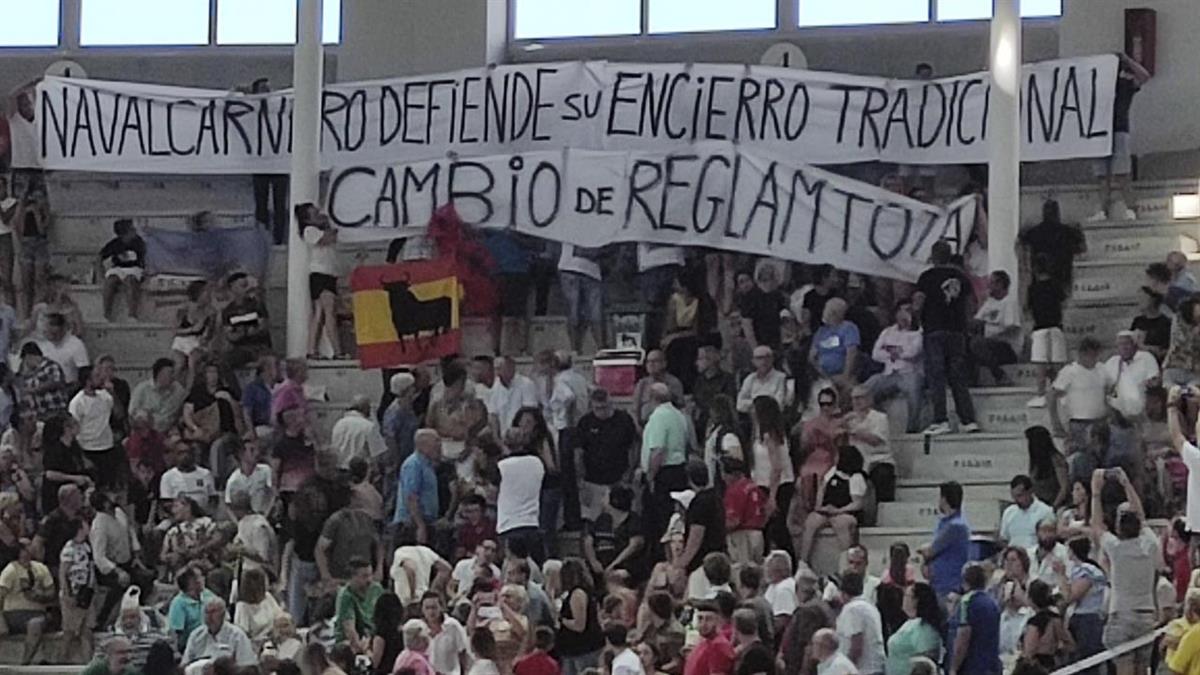 NAVALCARNERO DEFIENDE SU ENCIERRO TRADICIONAL
CAMBIO DE REGLAMTO YA